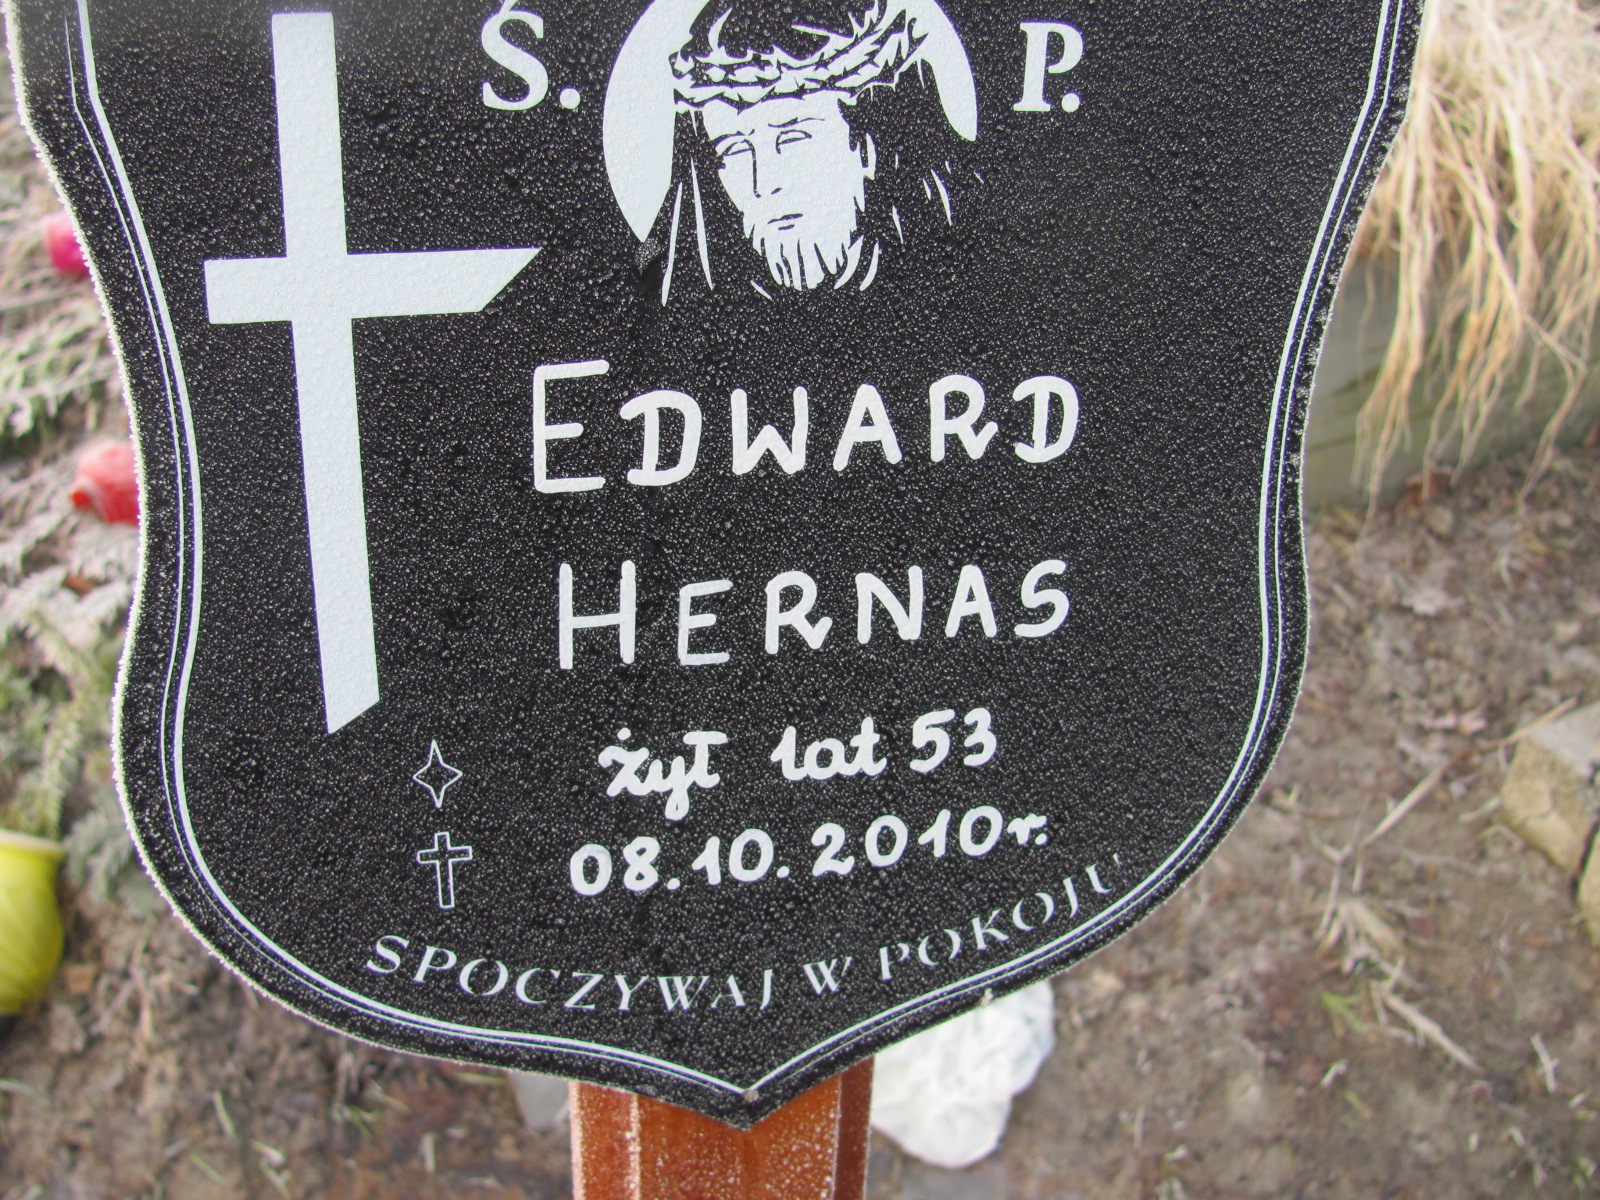 Ś. P.
EDWARD
HERNAS
żył lat 53
08.10.2010r.
SPOCZYWAJ W POKOJU